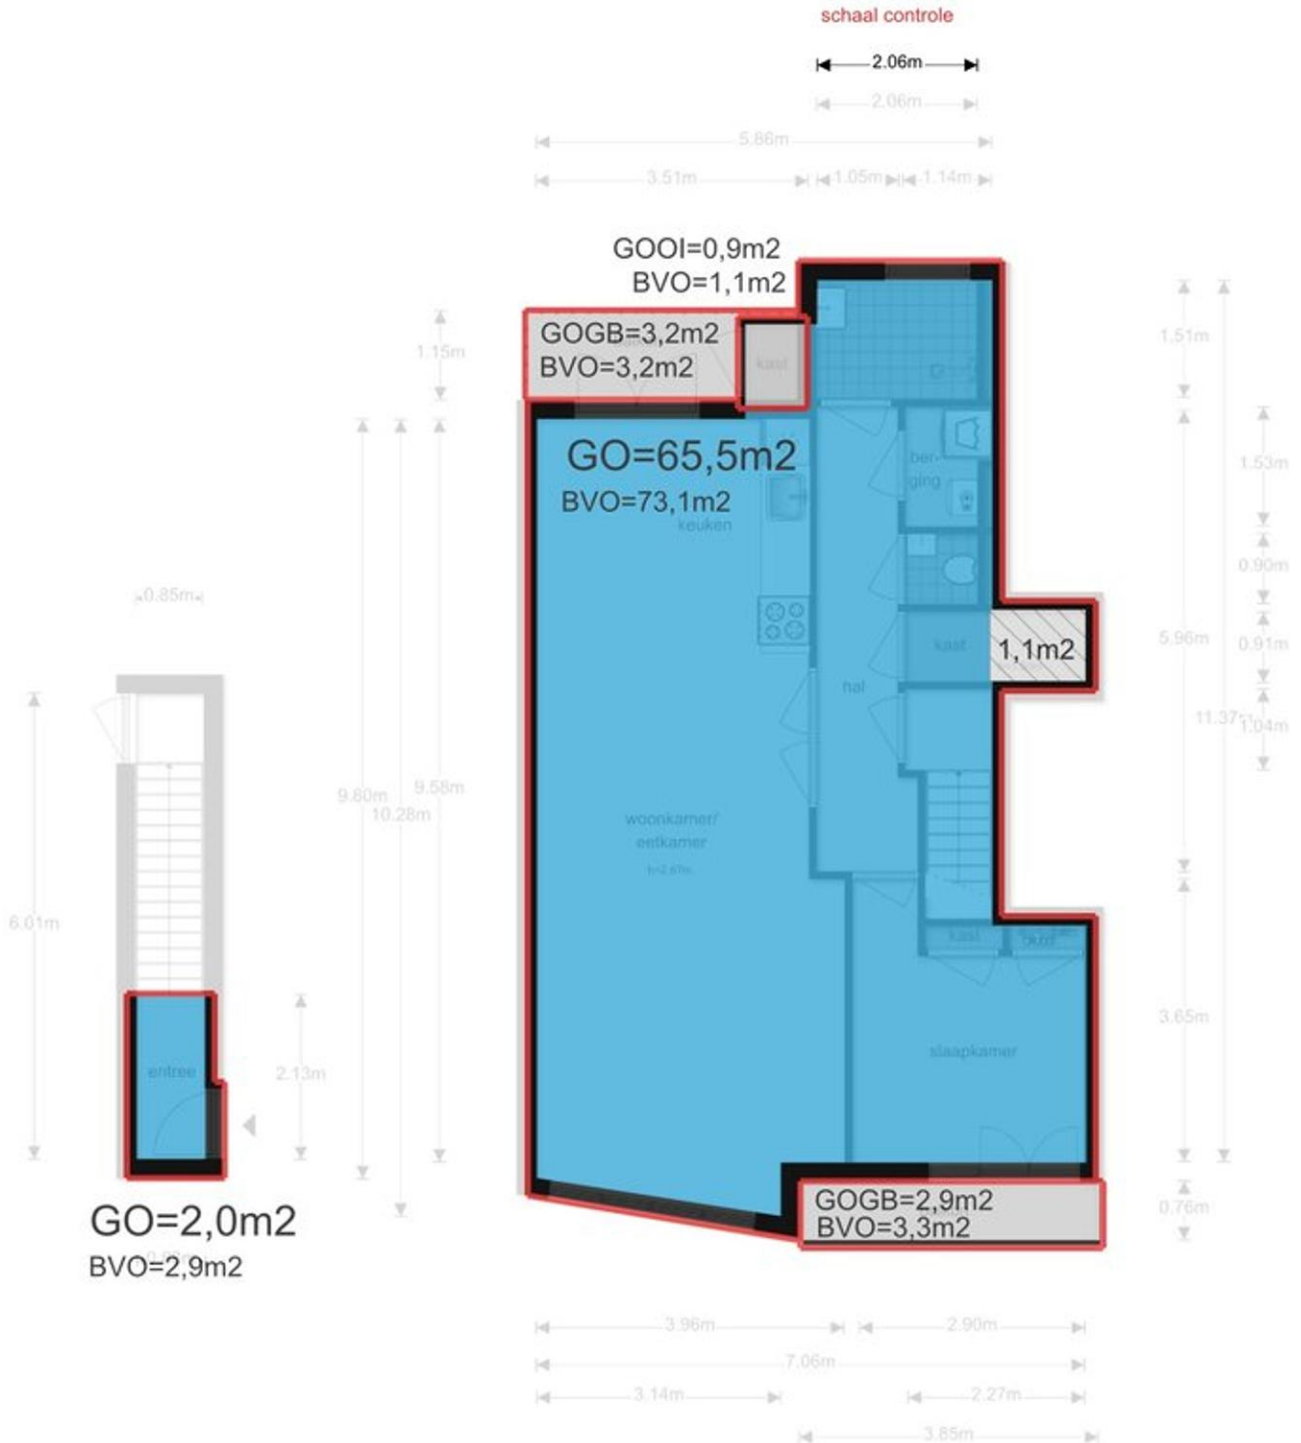 schaal controle
2.06m
2.06m
5.86m
3.51m
1.05m
1.14m
GOOI=0,9m2
BVO=1,1m2
GOGB=3,2m2
BVO=3,2m2
kast
1.15m
1.51m
GO=65,5m2
BVO=73,1m2
keuken
ber-
ging
1.53m
0.90m
0.85m
kast
1,1m2
5.96m
0.91m
hal
11.37m
1.04m
9.80m
10.28m
9.58m
woonkamer/
eetkamer
h=2.67m
6.01m
kast
kast
3.65m
slaapkamer
entree
2.13m
GOGB=2,9m2
BVO=3,3m2
0.76m
GO=2,0m2
BVO=2,9m2
3.96m
2.90m
7.06m
3.14m
2.27m
3.85m